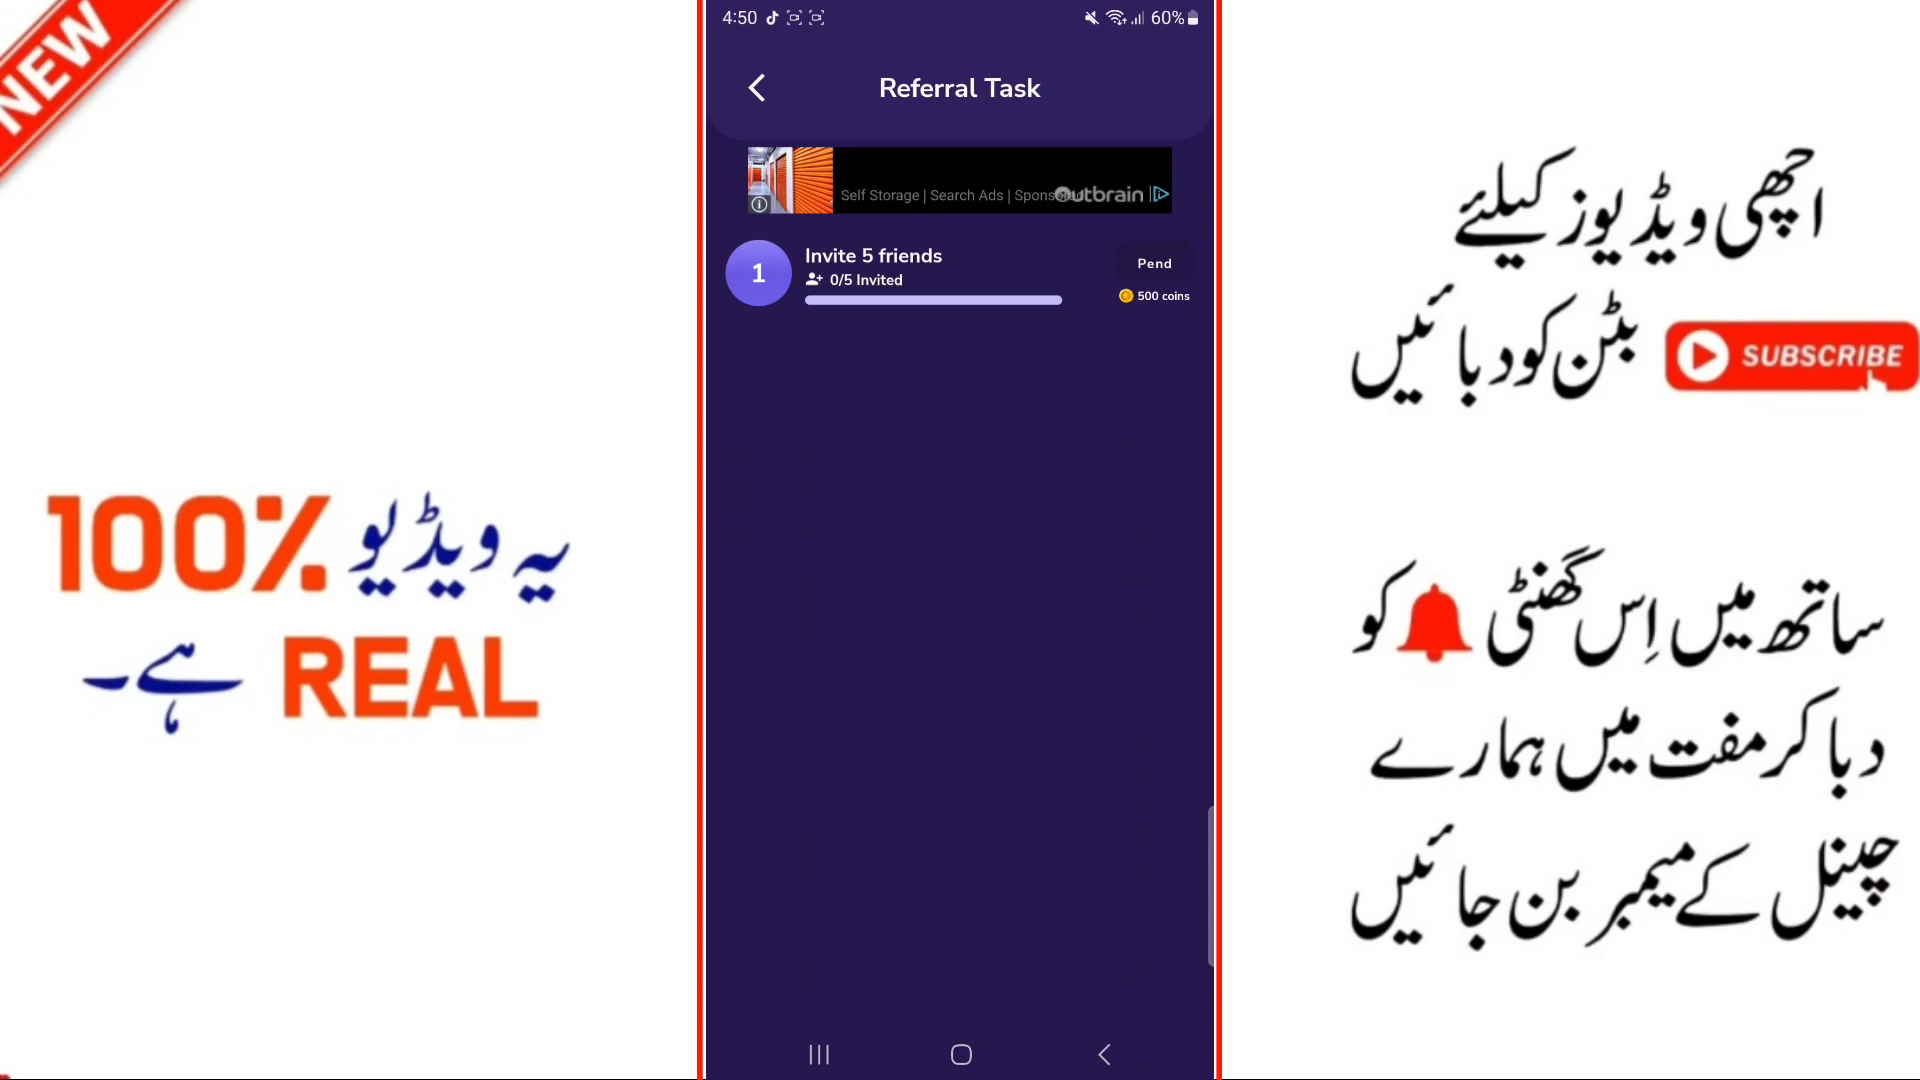 NEW
یہ ویڈیو 100%
REAL ہے۔
4:50
60%
Referral Task
Self Storage | Search Ads | Spons
Outbrain
1
Invite 5 friends
0/5 Invited
Pend
500 coins
اچھی ویڈیوز کیلئے
SUBSCRIBE بٹن کو دبائیں
ساتھ میں اِس گھنٹی کو
دبا کر مفت میں ہمارے
چینل کے میمبر بن جائیں